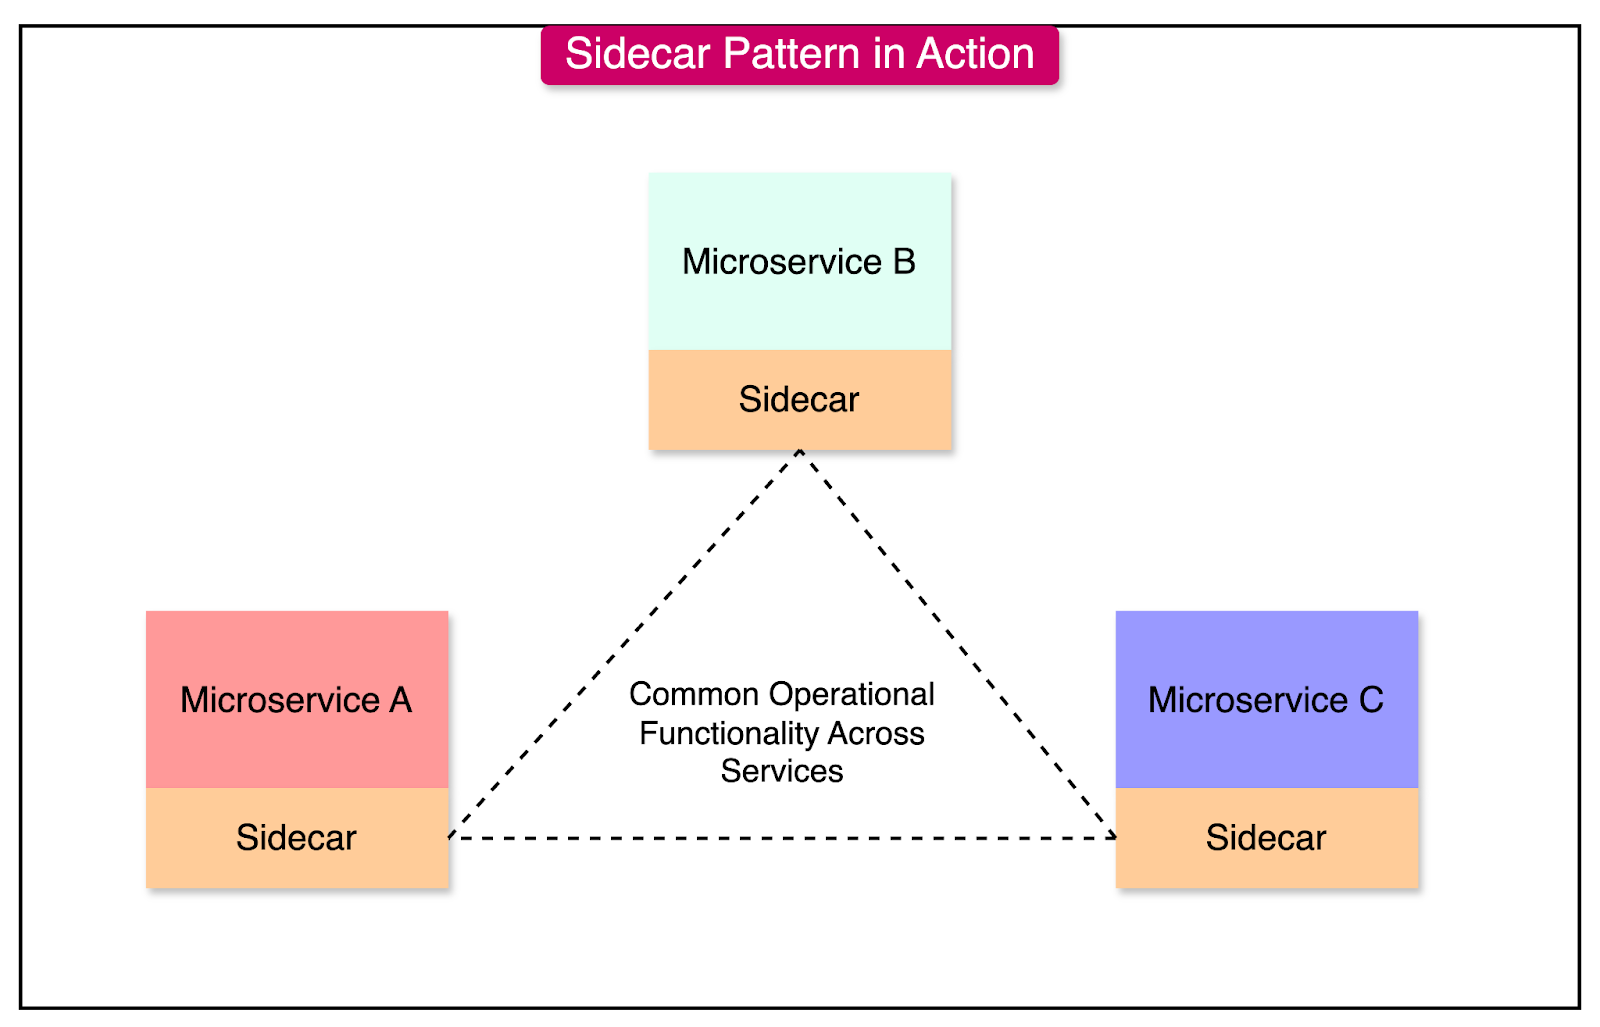 Sidecar Pattern in Action
Microservice B
Sidecar
Microservice A
Sidecar
Common Operational
Functionality Across
Services
Microservice C
Sidecar